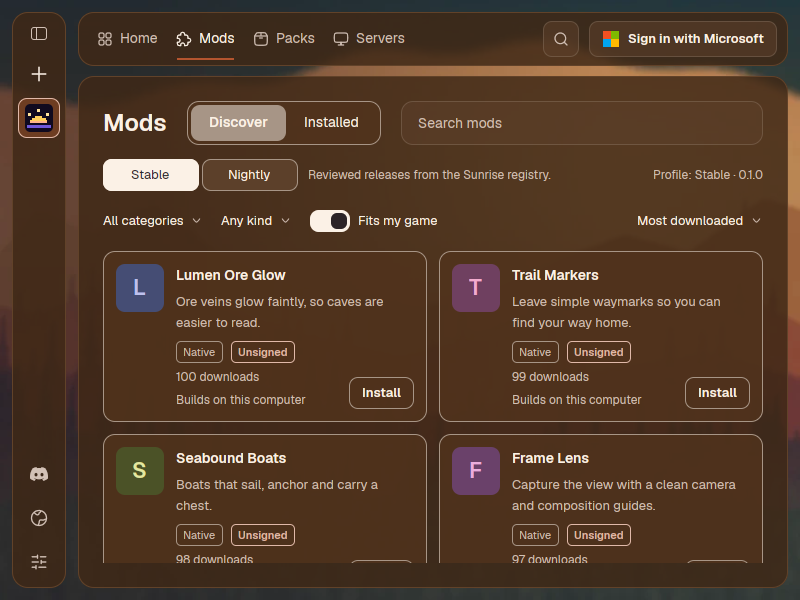 Home
Mods
Packs
Servers
Sign in with Microsoft
Mods
Discover
Installed
Search mods
Stable
Nightly
Reviewed releases from the Sunrise registry.
Profile: Stable · 0.1.0
All categories
Any kind
Fits my game
Most downloaded
L
Lumen Ore Glow
Ore veins glow faintly, so caves are
easier to read.
Native
Unsigned
100 downloads
Builds on this computer
Install
T
Trail Markers
Leave simple waymarks so you can
find your way home.
Native
Unsigned
99 downloads
Builds on this computer
Install
S
Seabound Boats
Boats that sail, anchor and carry a
chest.
Native
Unsigned
98 downloads
F
Frame Lens
Capture the view with a clean camera
and composition guides.
Native
Unsigned
97 downloads